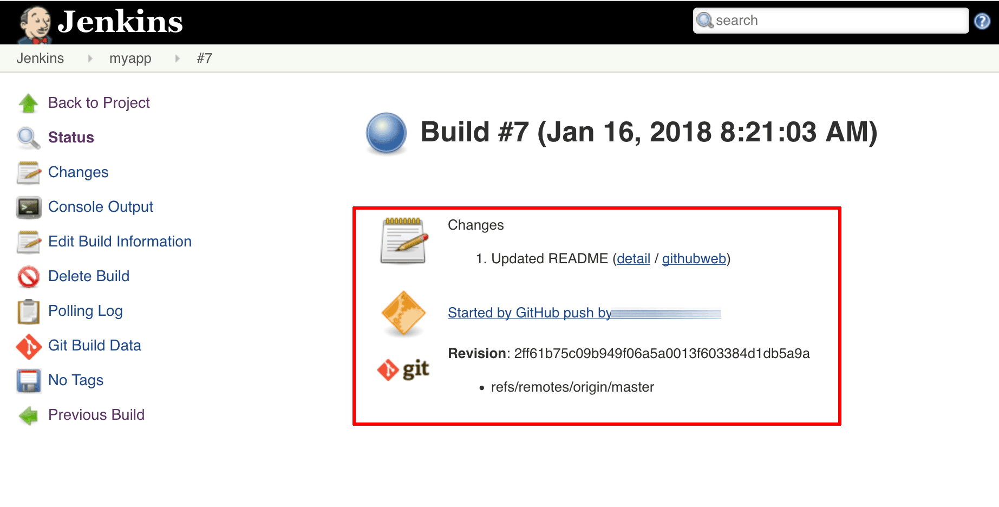 Jenkins
search
Jenkins myapp #7
Back to Project
Status
Changes
Console Output
Edit Build Information
Delete Build
Polling Log
Git Build Data
No Tags
Previous Build
Build #7 (Jan 16, 2018 8:21:03 AM)
Changes
1. Updated README (detail / githubweb)
Started by GitHub push by
git
Revision: 2ff61b75c09b949f06a5a0013f603384d1db5a9a
• refs/remotes/origin/master